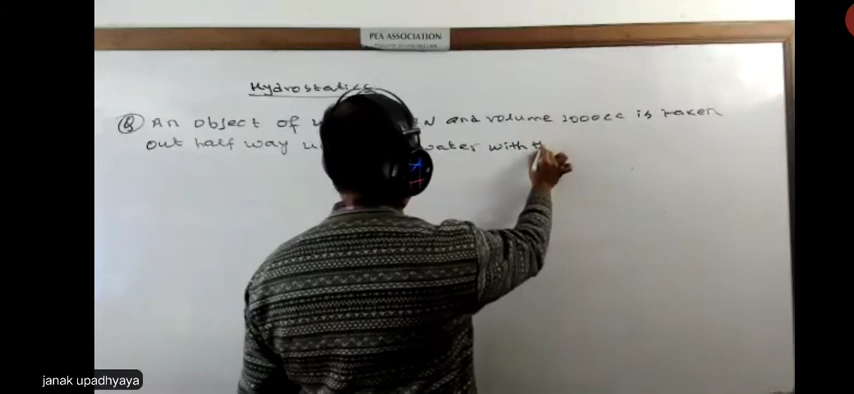 PEA ASSOCIATION
Hydrostatics
Q An object of N and volume 1000cc is taken
out half way water with t
janak upadhyaya